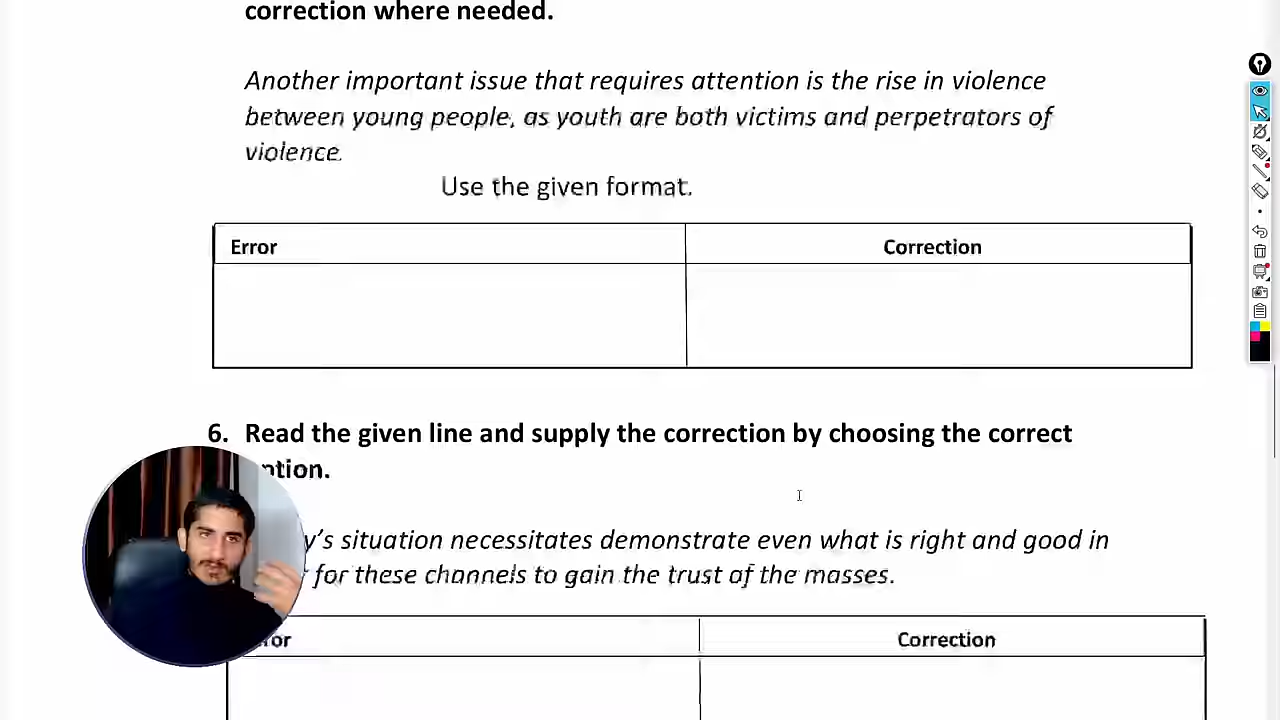 correction where needed.
Another important issue that requires attention is the rise in violence
between young people, as youth are both victims and perpetrators of
violence.
Use the given format.
Error Correction
6. Read the given line and supply the correction by choosing the correct
option.
y's situation necessitates demonstrate even what is right and good in
for these channels to gain the trust of the masses.
Error Correction